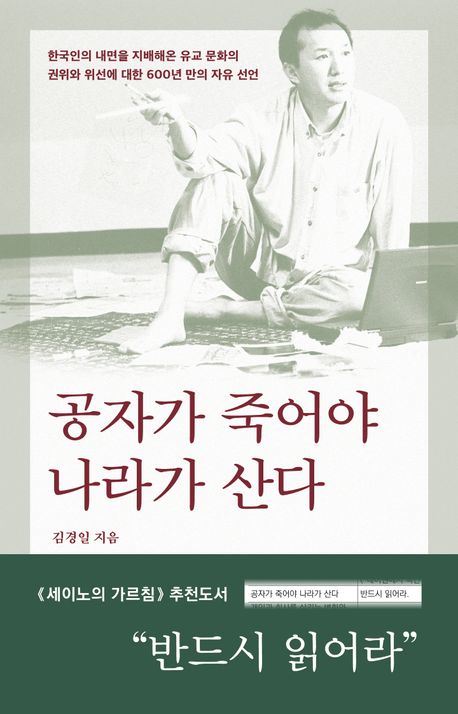 한국인의 내면을 지배해온 유교 문화의
권위와 위선에 대한 600년 만의 자유 선언
공자가 죽어야
나라가 산다
김경일 지음
《세이노의 가르침》 추천도서
공자가 죽어야 나라가 산다 반드시 읽어라.
“반드시 읽어라”